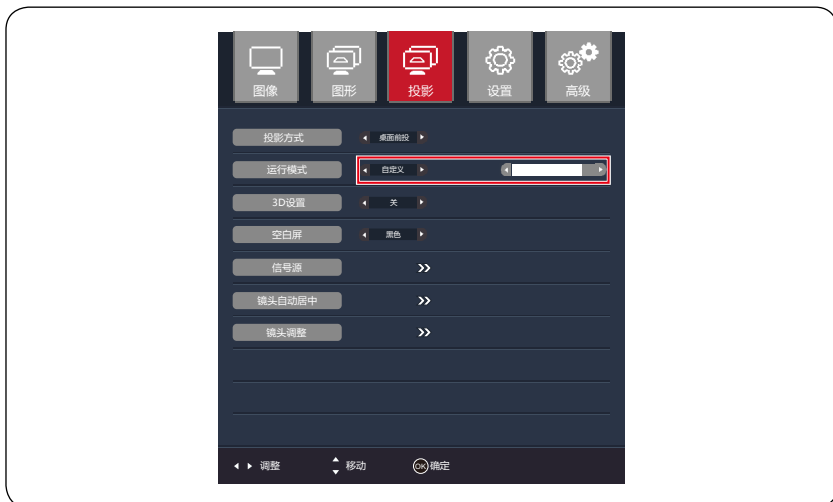 图像 图形 投影 设置 高级
投影方式 桌面前投
运行模式 自定义
3D设置 关
空白屏 黑色
信号源
镜头自动居中
镜头调整
调整 移动 OK 确定